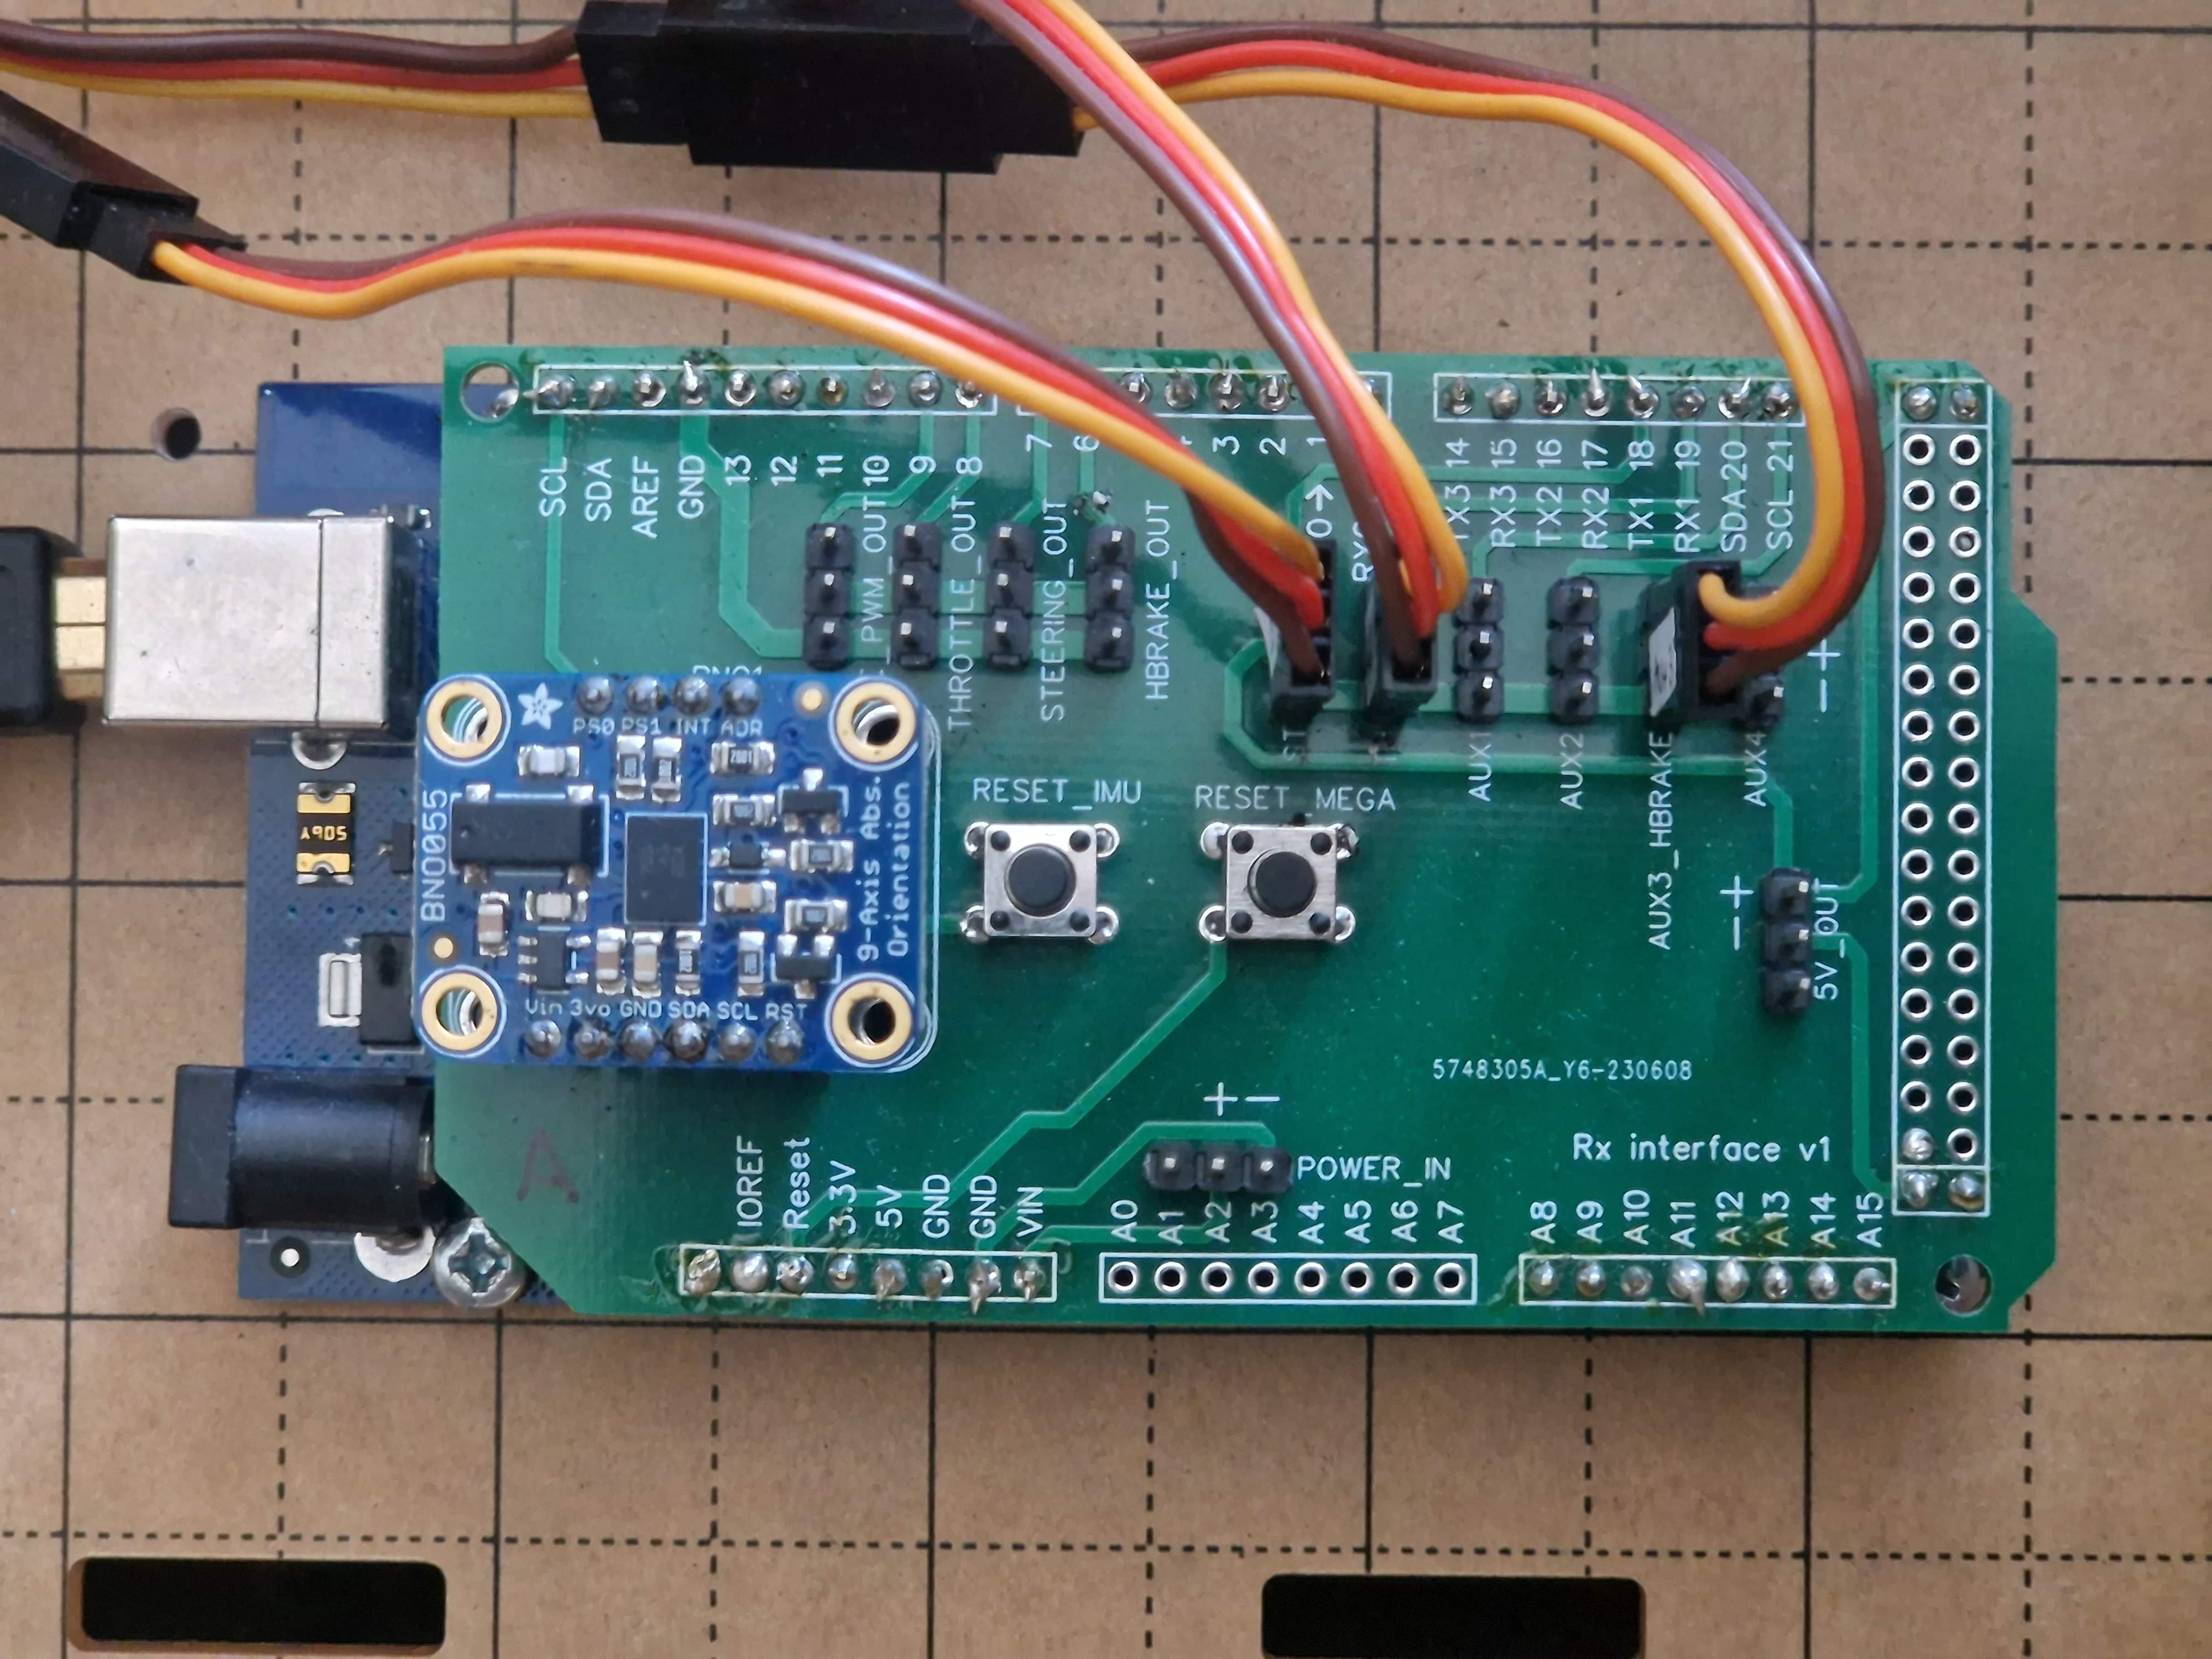 A905
BNO055
Vin 3vo GND SDA SCL RST
PS0 PS1 INT ADR
9-Axis Abs.
Orientation
A
SCL
SDA
AREF
GND
13
12
11
10
9
8
7
6
3
2
1
IOREF
Reset
3.3V
5V
GND
GND
VIN
PWM_OUT
THROTTLE_OUT
STEERING_OUT
HBRAKE_OUT
RESET_IMU
RESET_MEGA
A0
A1
A2
A3
A4
A5
A6
A7
+
-
POWER_IN
0→
TX3 14
RX3 15
TX2 16
RX2 17
TX1 18
RX1 19
SDA 20
SCL 21
AUX1
AUX2
AUX3_HBRAKE
AUX4
-+
A8
A9
A10
A11
A12
A13
A14
A15
Rx interface v1
5748305A_Y6-230608
-+
5V_OUT